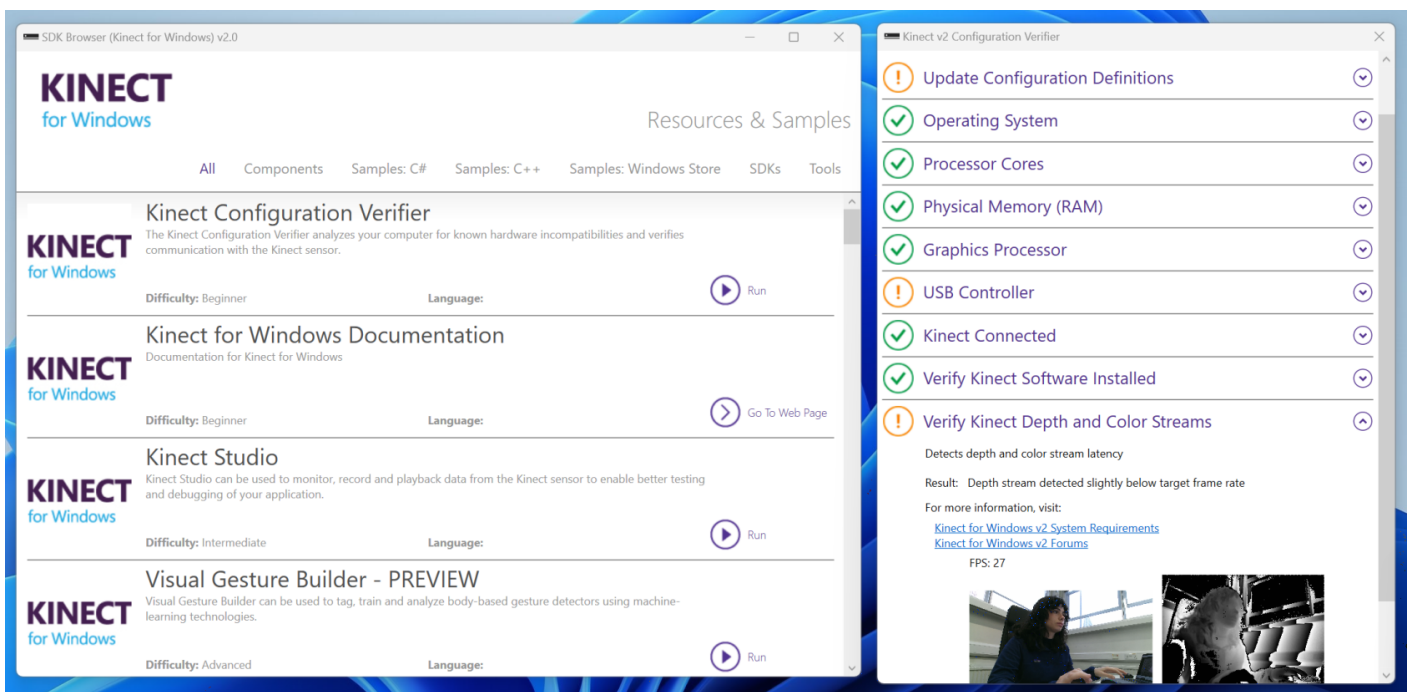 SDK Browser (Kinect for Windows) v2.0
KINECT
for Windows
Resources & Samples
All Components Samples: C# Samples: C++ Samples: Windows Store SDKs Tools
KINECT
for Windows
Kinect Configuration Verifier
The Kinect Configuration Verifier analyzes your computer for known hardware incompatibilities and verifies
communication with the Kinect sensor.
Difficulty: Beginner Language:
Run
KINECT
for Windows
Kinect for Windows Documentation
Documentation for Kinect for Windows
Difficulty: Beginner Language:
Go To Web Page
KINECT
for Windows
Kinect Studio
Kinect Studio can be used to monitor, record and playback data from the Kinect sensor to enable better testing
and debugging of your application.
Difficulty: Intermediate Language:
Run
KINECT
for Windows
Visual Gesture Builder - PREVIEW
Visual Gesture Builder can be used to tag, train and analyze body-based gesture detectors using machine-
learning technologies.
Difficulty: Advanced Language:
Run
Kinect v2 Configuration Verifier
Update Configuration Definitions
Operating System
Processor Cores
Physical Memory (RAM)
Graphics Processor
USB Controller
Kinect Connected
Verify Kinect Software Installed
Verify Kinect Depth and Color Streams
Detects depth and color stream latency
Result: Depth stream detected slightly below target frame rate
For more information, visit:
Kinect for Windows v2 System Requirements
Kinect for Windows v2 Forums
FPS: 27